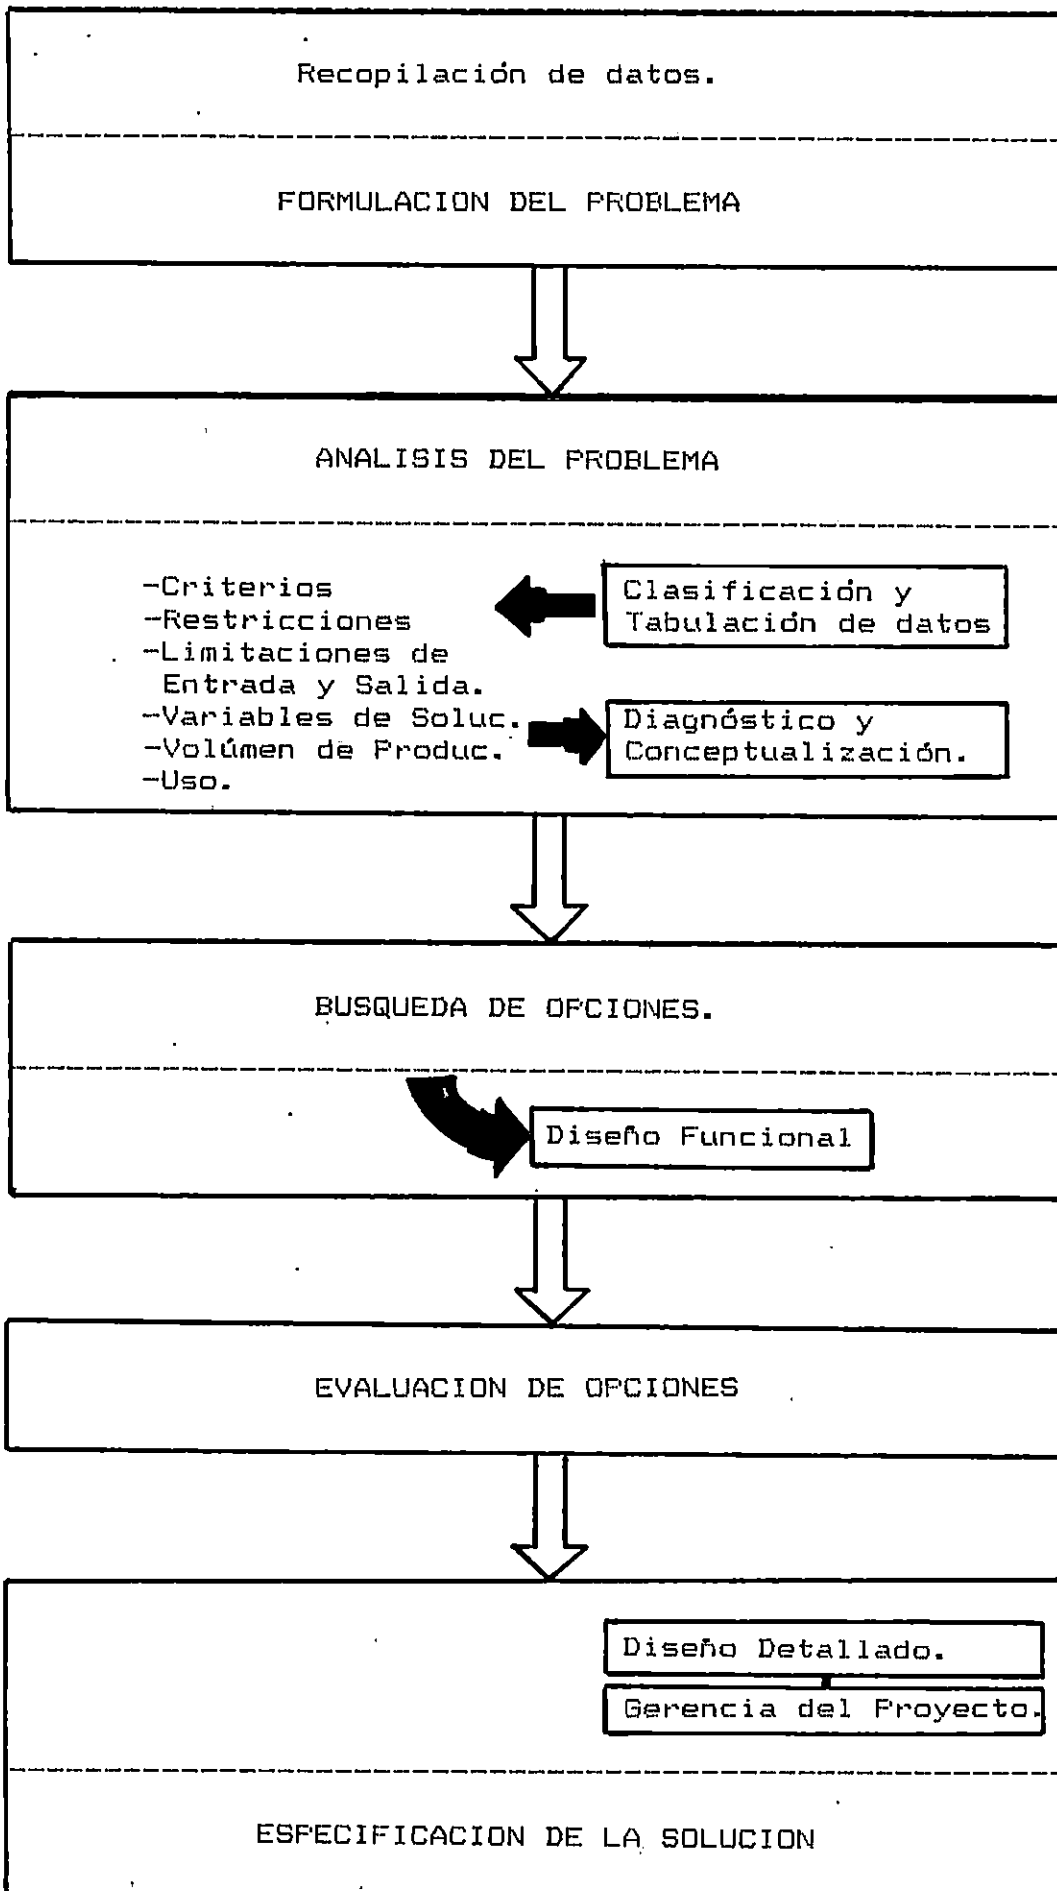 Recopilación de datos.
FORMULACION DEL PROBLEMA
ANALISIS DEL PROBLEMA
-Criterios
-Restricciones
-Limitaciones de
Entrada y Salida.
-Variables de Soluc.
-Volúmen de Produc.
-Uso.
Clasificación y
Tabulación de datos
Diagnóstico y
Conceptualización.
BUSQUEDA DE OPCIONES.
Diseño Funcional
EVALUACION DE OPCIONES
Diseño Detallado.
Gerencia del Proyecto.
ESPECIFICACION DE LA SOLUCION